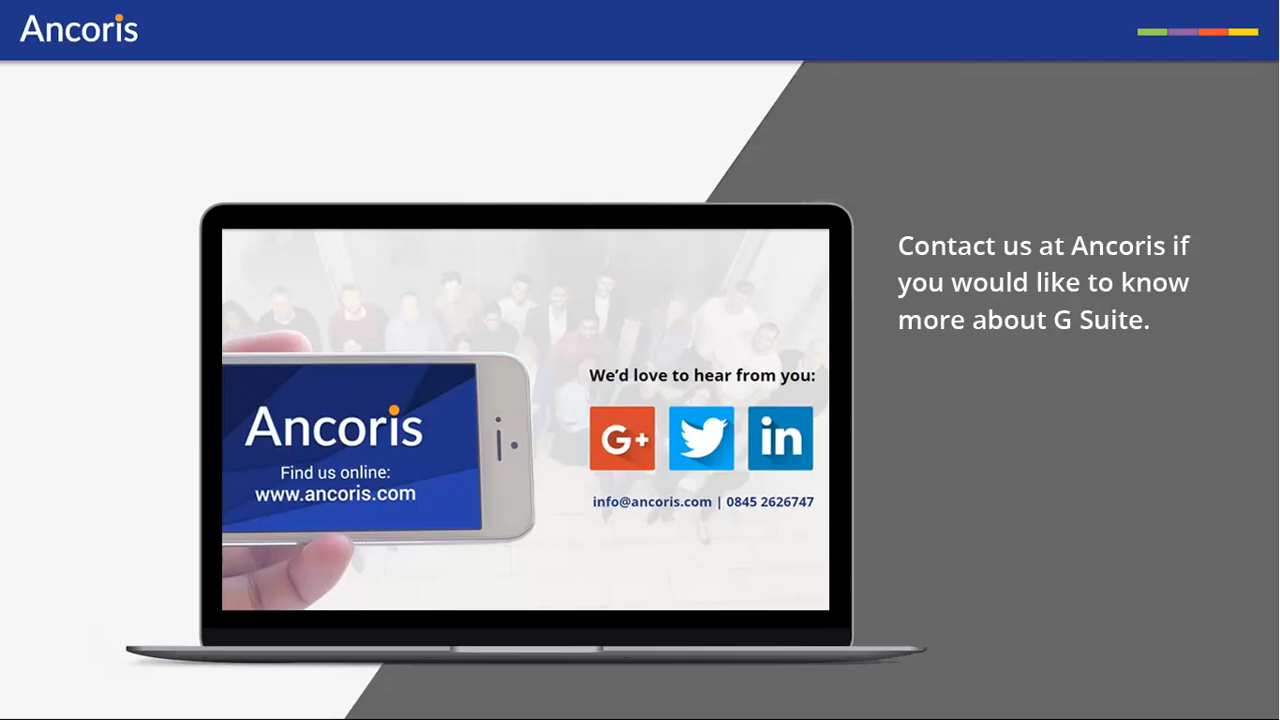 Ancoris
Contact us at Ancoris if
you would like to know
more about G Suite.
We’d love to hear from you:
G+
in
Ancoris
Find us online:
www.ancoris.com
info@ancoris.com | 0845 2626747